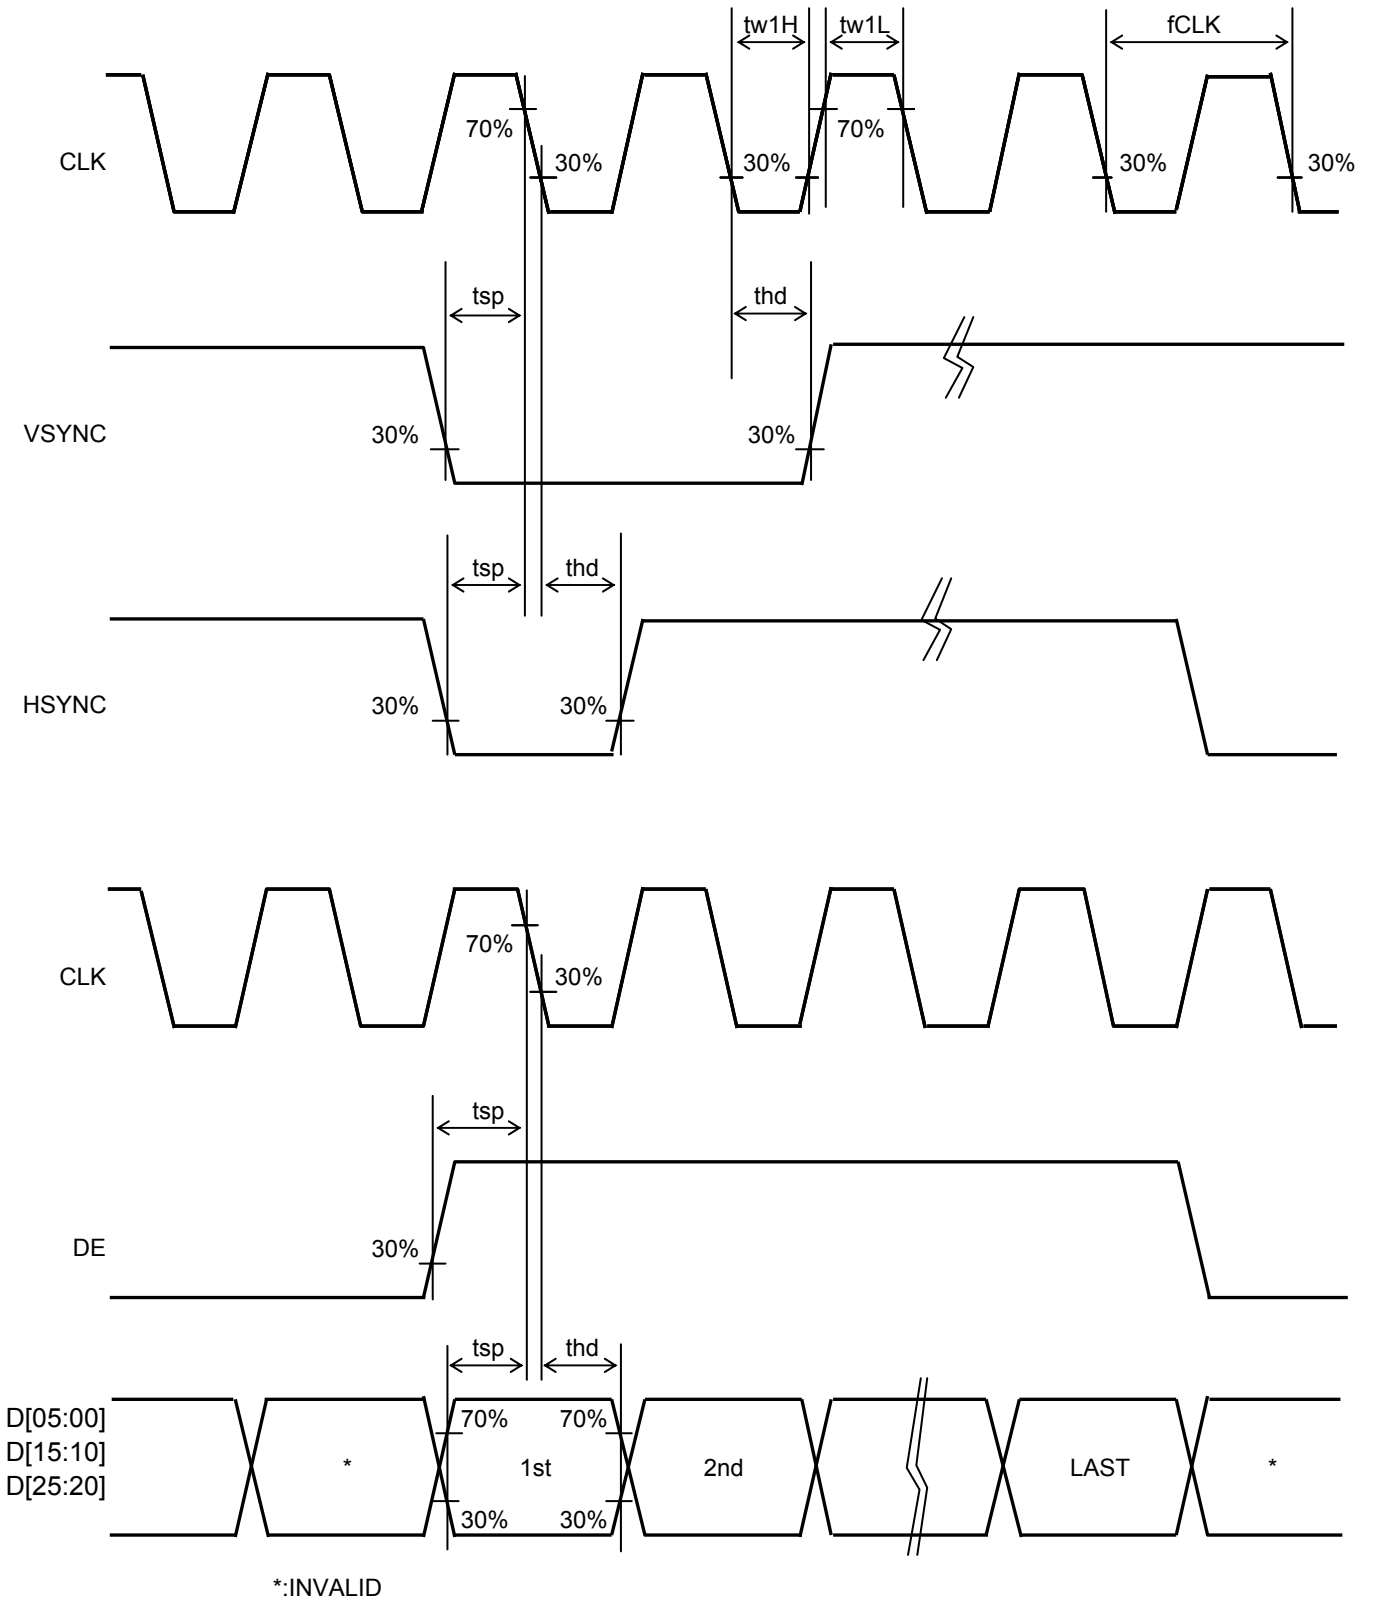 tw1H tw1L fCLK
70% 70%
CLK 30% 30% 30% 30%
tsp thd
VSYNC 30% 30%
tsp thd
HSYNC 30% 30%
70%
CLK 30%
tsp
DE 30%
tsp thd
D[05:00] 70% 70%
D[15:10]
* 1st 2nd LAST *
D[25:20]
30% 30%
*:INVALID